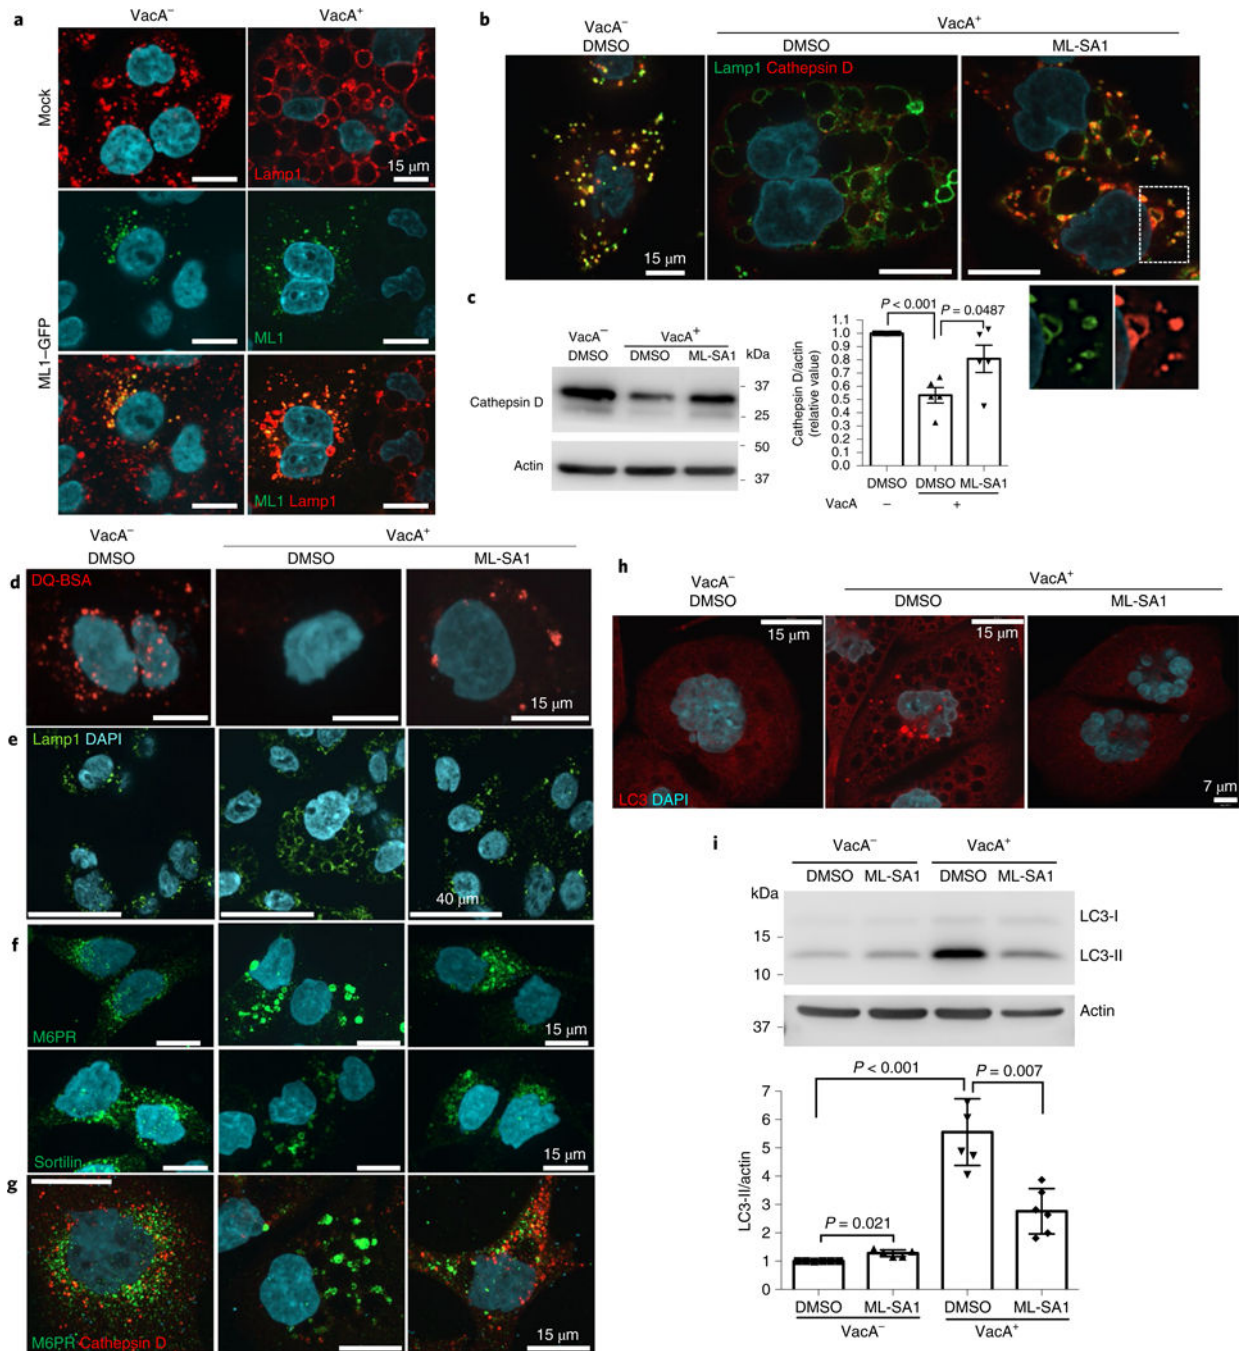 a
VacA⁻
VacA⁺
Mock
15 μm
Lamp1
ML1–GFP
ML1
ML1 Lamp1
b
VacA⁻
DMSO
VacA⁺
DMSO
ML-SA1
Lamp1 Cathepsin D
15 μm
c
VacA⁻
DMSO
VacA⁺
DMSO
ML-SA1
kDa
Cathepsin D
37
25
50
Actin
37
P < 0.001
P = 0.0487
Cathepsin D/actin
(relative value)
1.1
1.0
0.9
0.8
0.7
0.6
0.5
0.4
0.3
0.2
0.1
0.0
DMSO
DMSO ML-SA1
VacA
–
+
VacA⁻
VacA⁺
DMSO
DMSO
ML-SA1
d
DQ-BSA
15 μm
e
Lamp1 DAPI
40 μm
f
M6PR
15 μm
Sortilin
15 μm
g
M6PR Cathepsin D
15 μm
h
VacA⁻
DMSO
VacA⁺
DMSO
ML-SA1
15 μm
15 μm
LC3 DAPI
7 μm
i
VacA⁻
VacA⁺
DMSO ML-SA1
DMSO ML-SA1
kDa
LC3-I
15
LC3-II
10
Actin
37
P < 0.001
P = 0.007
P = 0.021
LC3-II/actin
7
6
5
4
3
2
1
0
DMSO ML-SA1
DMSO ML-SA1
VacA⁻
VacA⁺